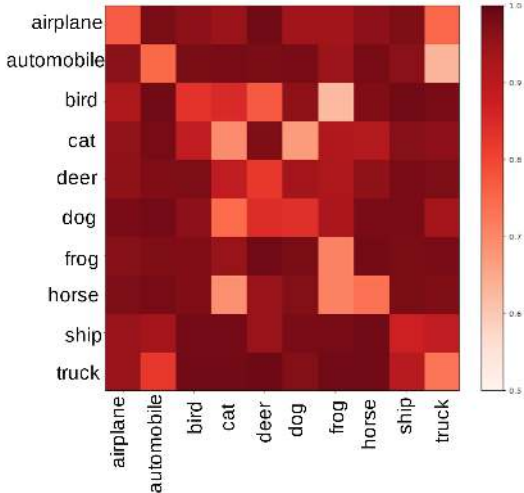 airplane
automobile
bird
cat
deer
dog
frog
horse
ship
truck
airplane
automobile
bird
cat
deer
dog
frog
horse
ship
truck
1.0
0.9
0.8
0.7
0.6
0.5